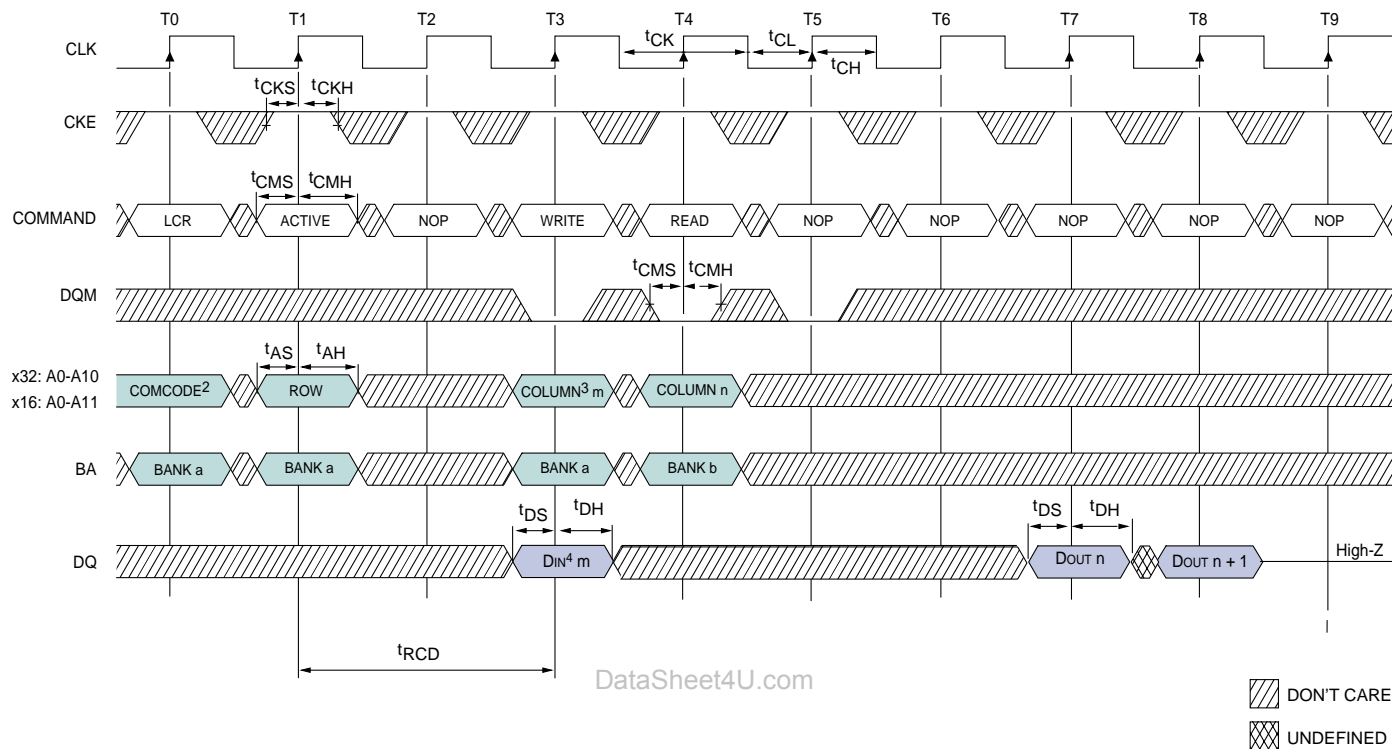 T0 T1 T2 T3 T4 T5 T6 T7 T8 T9
CLK
tCK tCL
tCH
tCKS tCKH
CKE
tCMS tCMH
COMMAND LCR ACTIVE NOP WRITE READ NOP NOP NOP NOP NOP
tCMS tCMH
DQM
tAS tAH
x32: A0-A10
x16: A0-A11
COMCODE² ROW COLUMN³ m COLUMN n
BA BANK a BANK a BANK a BANK b
tDS tDH tDS tDH
DQ DIN⁴ m DOUT n DOUT n + 1 High-Z
tRCD
DataSheet4U.com
DON'T CARE
UNDEFINED